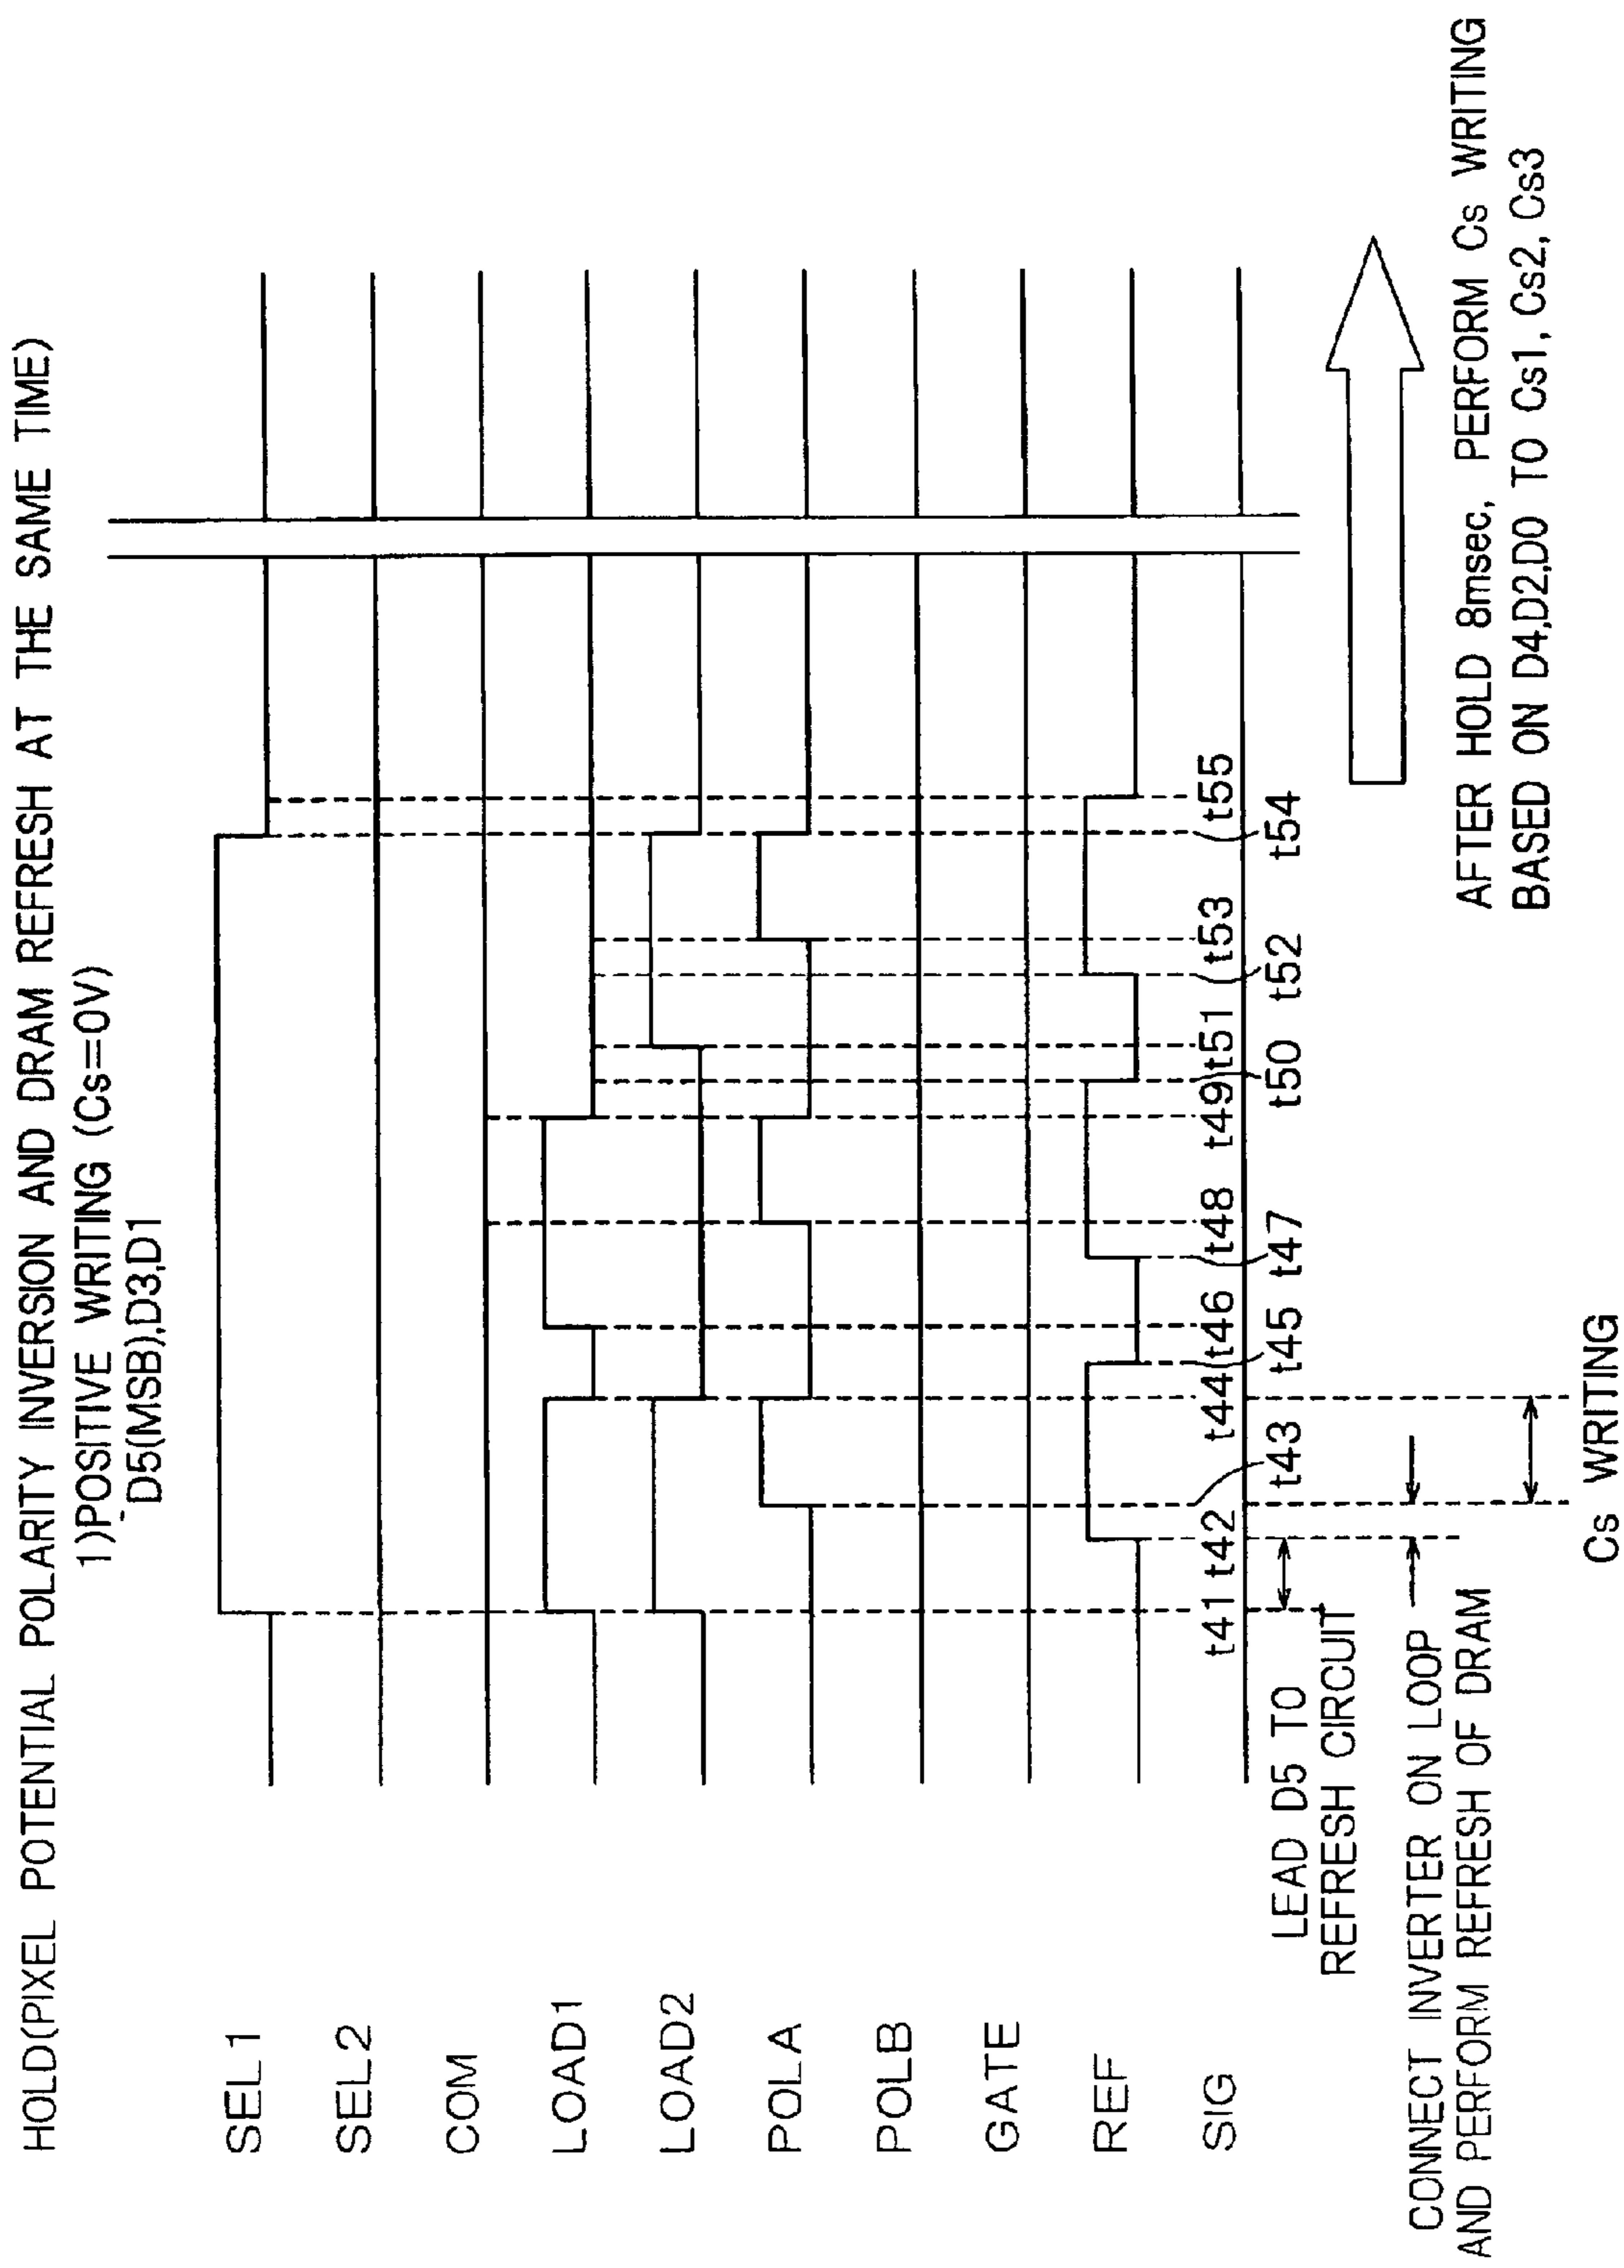 HOLD(PIXEL POTENTIAL POLARITY INVERSION AND DRAM REFRESH AT THE SAME TIME)
1)POSITIVE WRITING (Cs=0V)
D5(MSB),D3,D1
SEL1
SEL2
COM
LOAD1
LOAD2
POLA
POLB
GATE
REF
SIG
t41 t42 t44 t46 t48 t49 t51 t53 t55
t43 t45 t47 t50 t52 t54
LEAD D5 TO
REFRESH CIRCUIT
CONNECT INVERTER ON LOOP
AND PERFORM REFRESH OF DRAM
Cs WRITING
AFTER HOLD 8msec, PERFORM Cs WRITING
BASED ON D4,D2,D0 TO Cs1, Cs2, Cs3